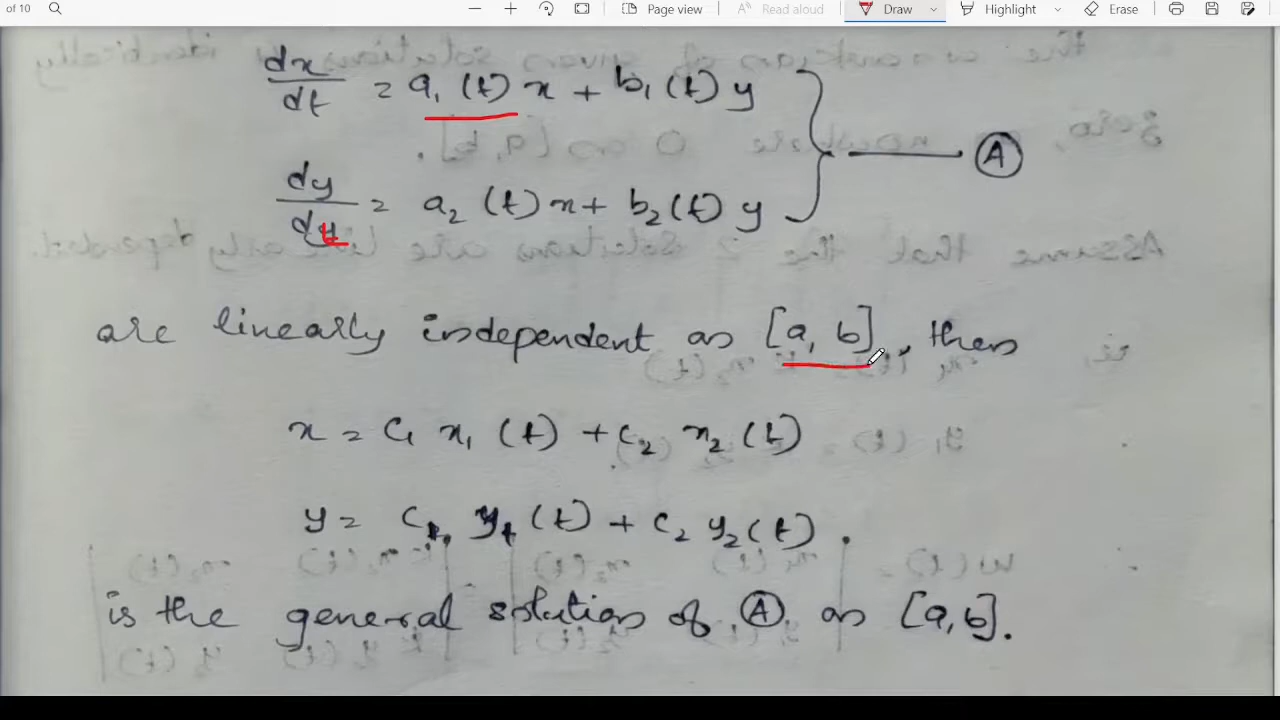 of 10 Page view Read aloud Draw Highlight Erase
dx/dt = a₁(t)x + b₁(t)y
A
dy/dt = a₂(t)x + b₂(t)y
are linearly independent on [a, b], then
x = c₁ x₁(t) + c₂ x₂(t)
y = c₁ y₁(t) + c₂ y₂(t).
is the general solution of A on [a, b].